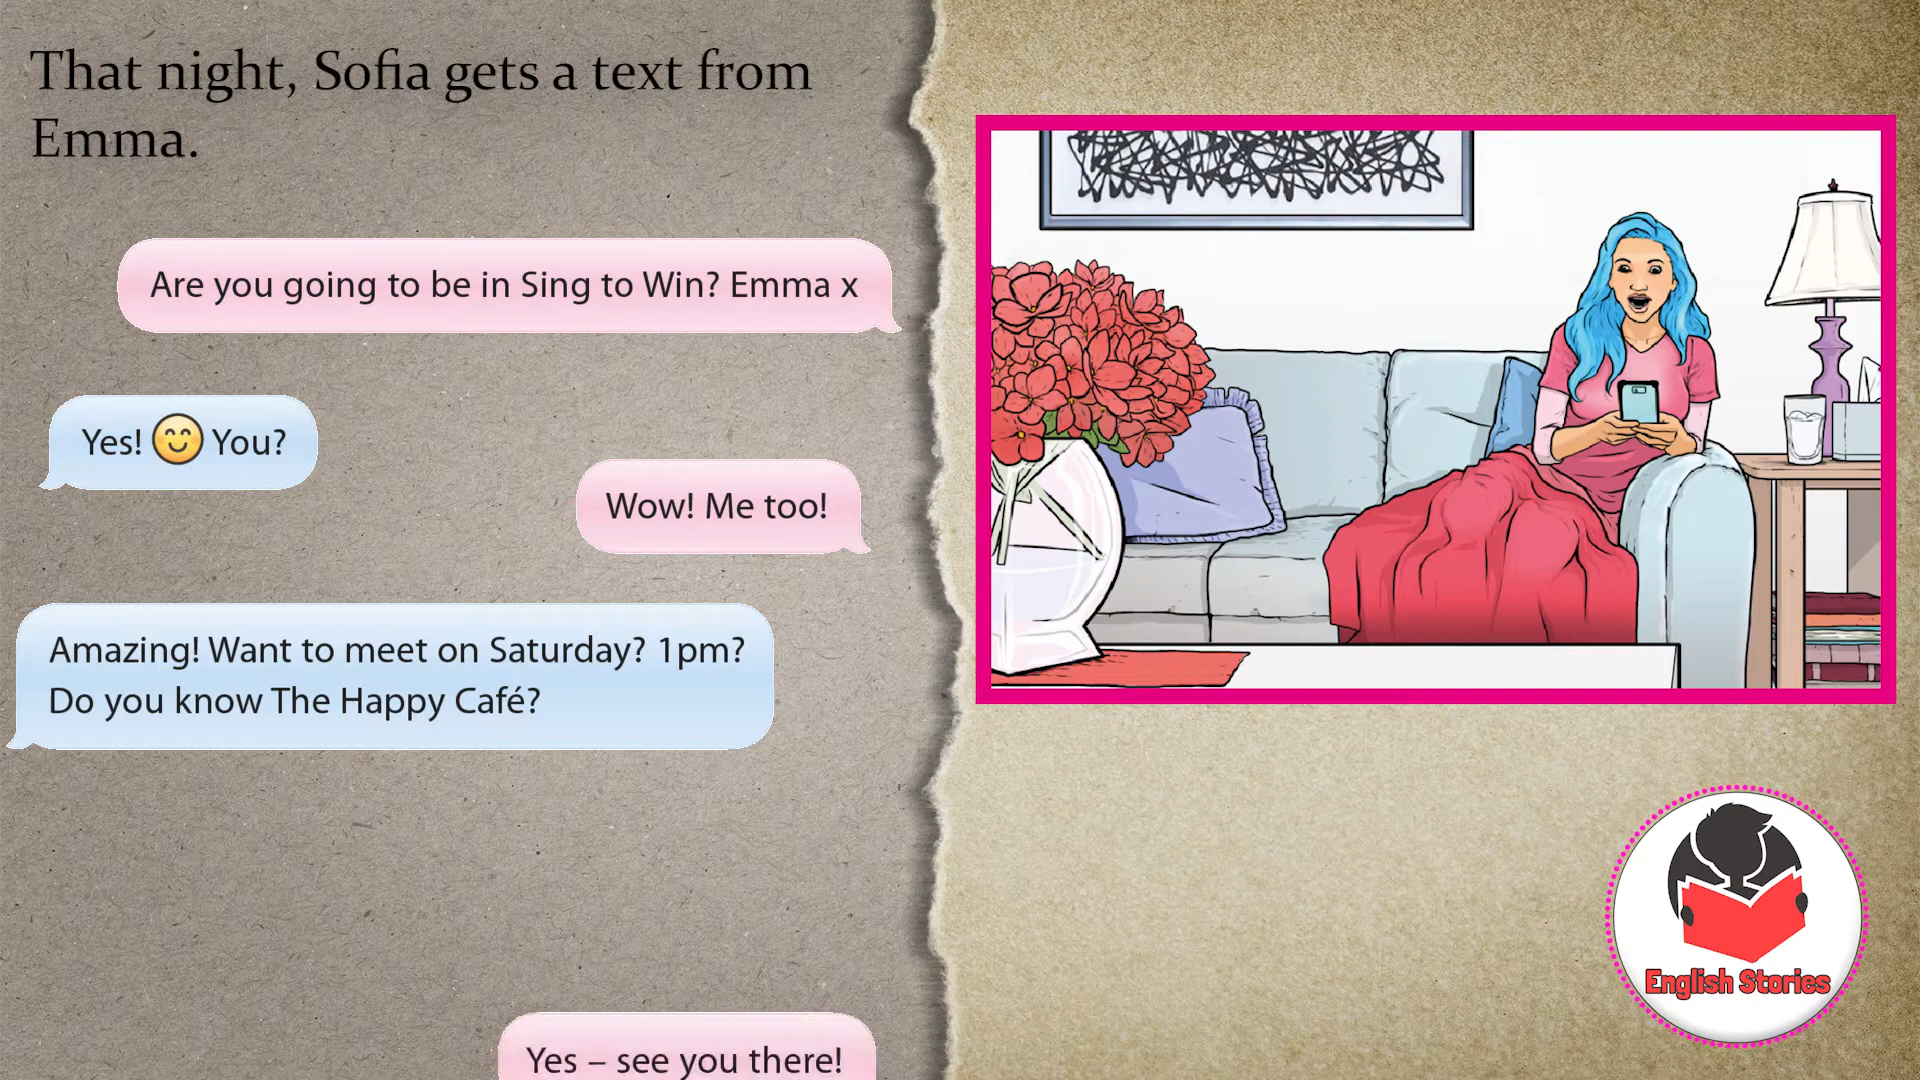 That night, Sofia gets a text from
Emma.
Are you going to be in Sing to Win? Emma x
Yes! 😊 You?
Wow! Me too!
Amazing! Want to meet on Saturday? 1pm?
Do you know The Happy Café?
Yes – see you there!
English Stories